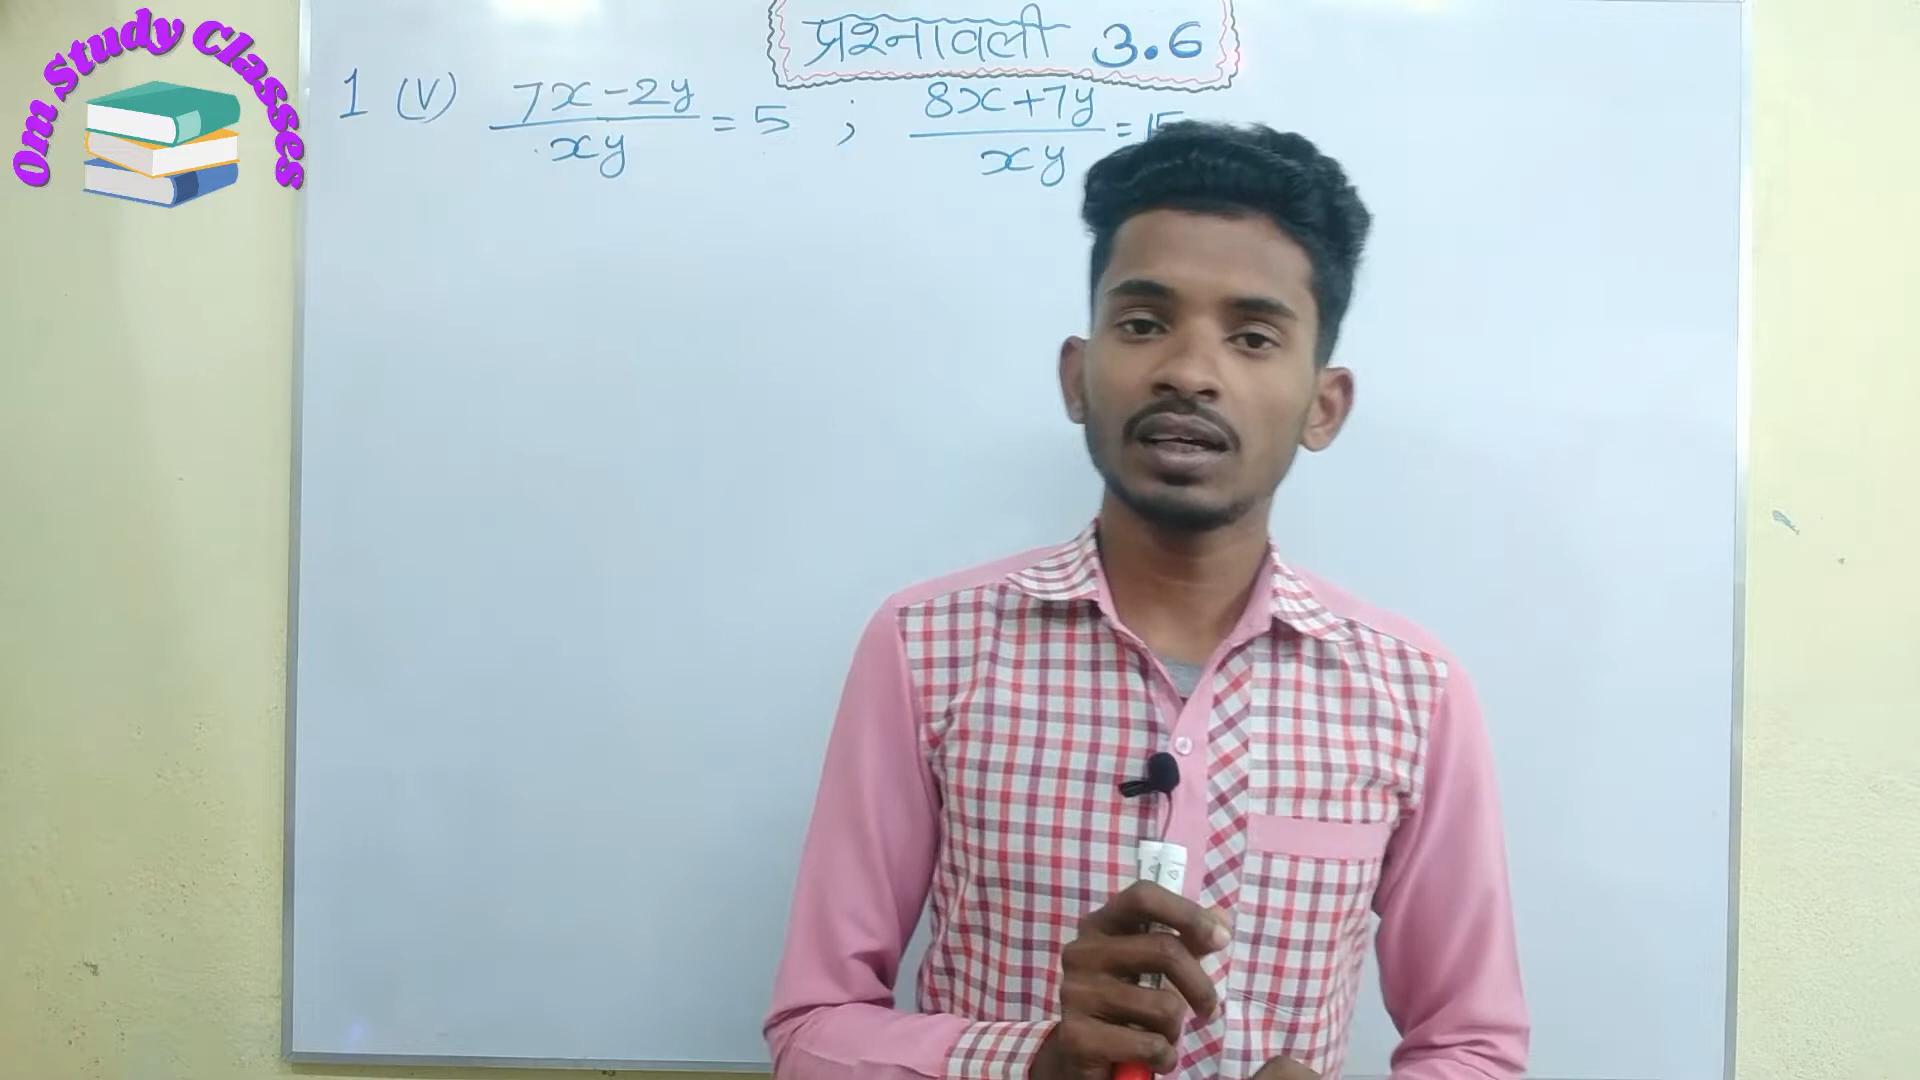 Om Study Classes
प्रश्नावली 3.6
1 (v) 7x-2y/xy = 5 ; 8x+7y/xy = 15